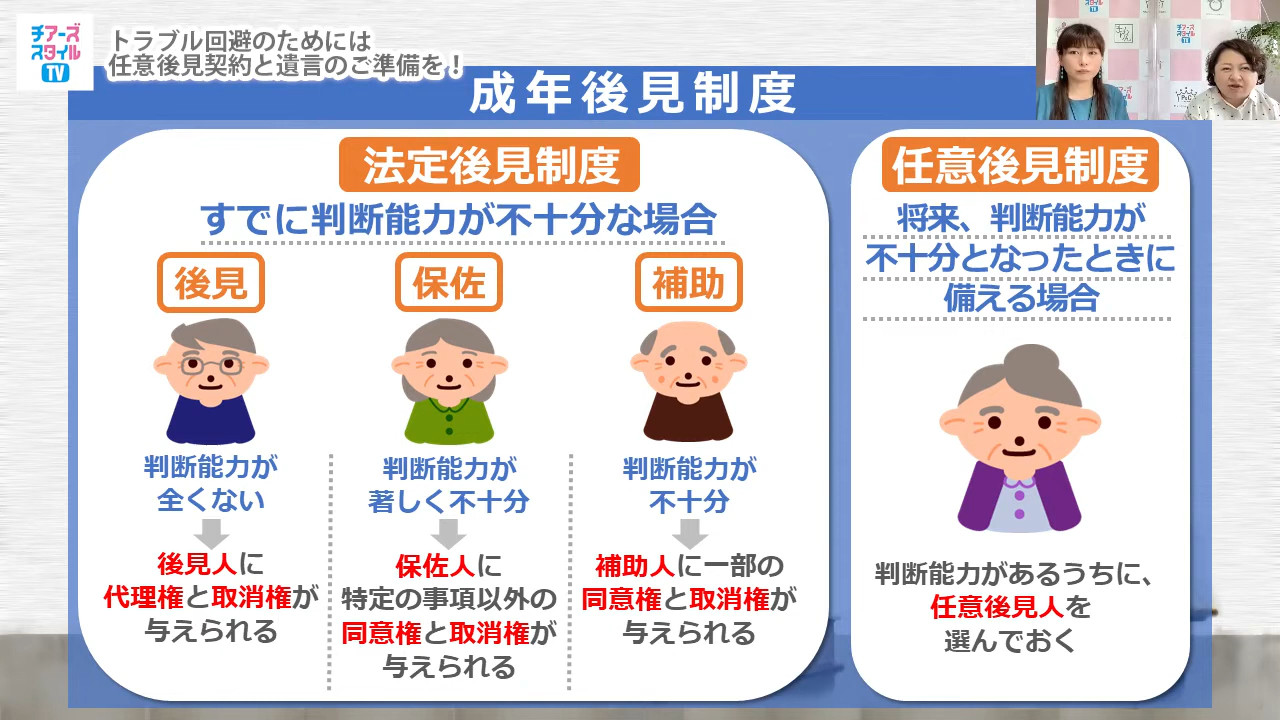 チアーズ
スタイル
TV
トラブル回避のためには
任意後見契約と遺言のご準備を！
成年後見制度
法定後見制度
すでに判断能力が不十分な場合
後見
保佐
補助
判断能力が
全くない
後見人に
代理権と取消権が
与えられる
判断能力が
著しく不十分
保佐人に
特定の事項以外の
同意権と取消権が
与えられる
判断能力が
不十分
補助人に一部の
同意権と取消権が
与えられる
任意後見制度
将来、判断能力が
不十分となったときに
備える場合
判断能力があるうちに、
任意後見人を
選んでおく